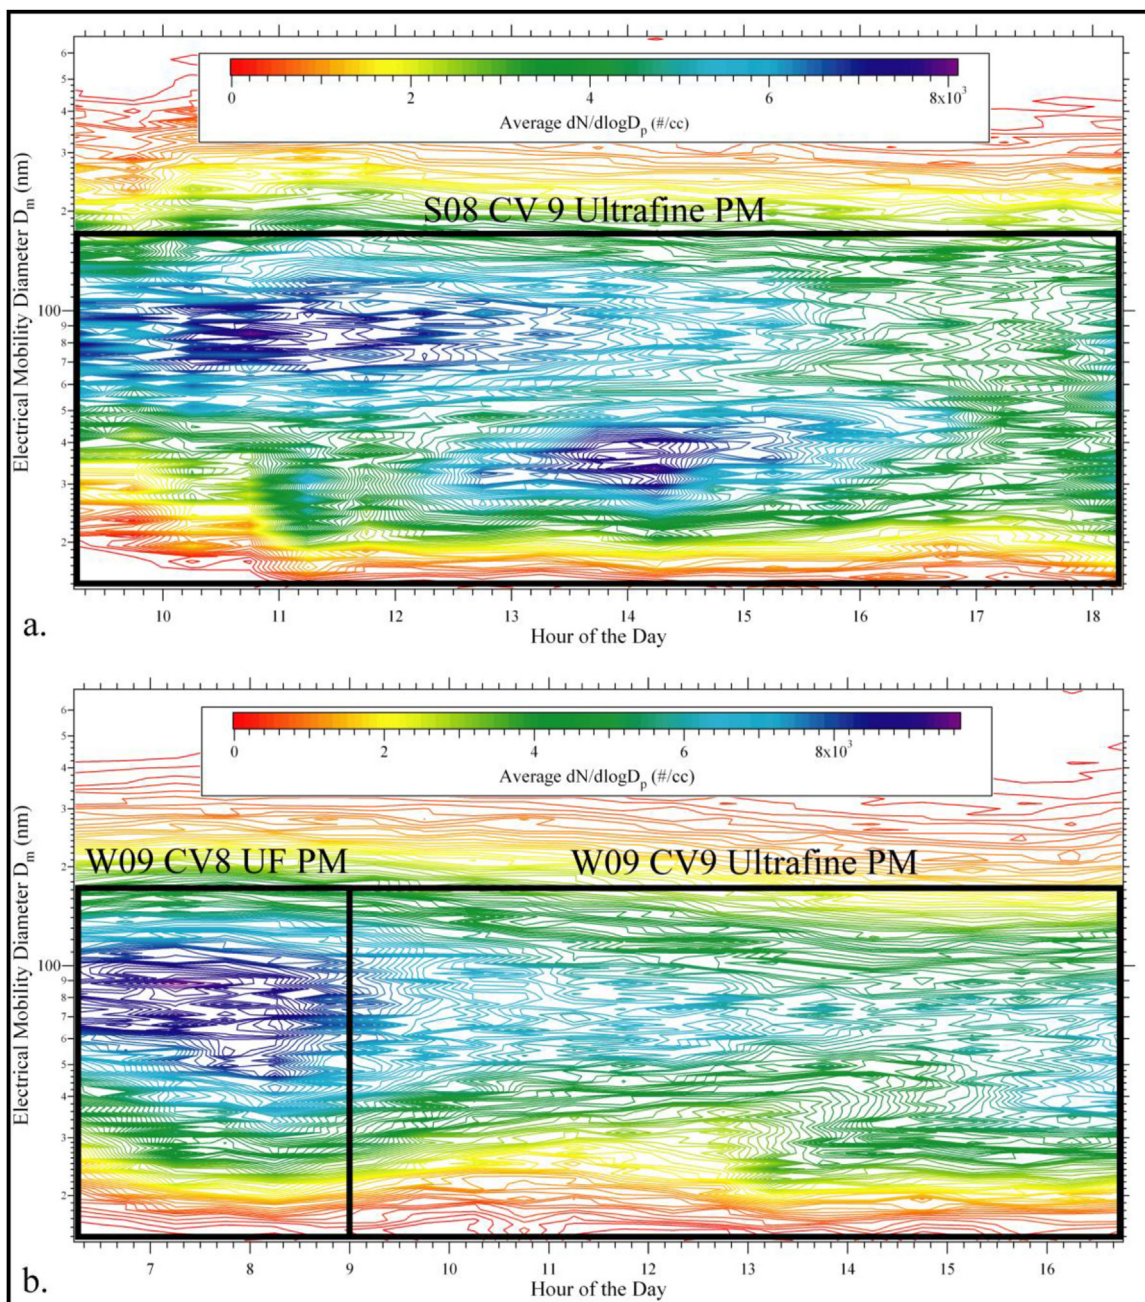 0 2 4 6 8x10³
Average dN/dlogDₚ (#/cc)
S08 CV 9 Ultrafine PM
Electrical Mobility Diameter Dₘ (nm)
6
5
4
3
2
100
9
8
7
6
5
4
3
2
10 11 12 13 14 15 16 17 18
Hour of the Day
a.
0 2 4 6 8x10³
Average dN/dlogDₚ (#/cc)
W09 CV8 UF PM
W09 CV9 Ultrafine PM
Electrical Mobility Diameter Dₘ (nm)
6
5
4
3
2
100
9
8
7
6
5
4
3
2
7 8 9 10 11 12 13 14 15 16
Hour of the Day
b.